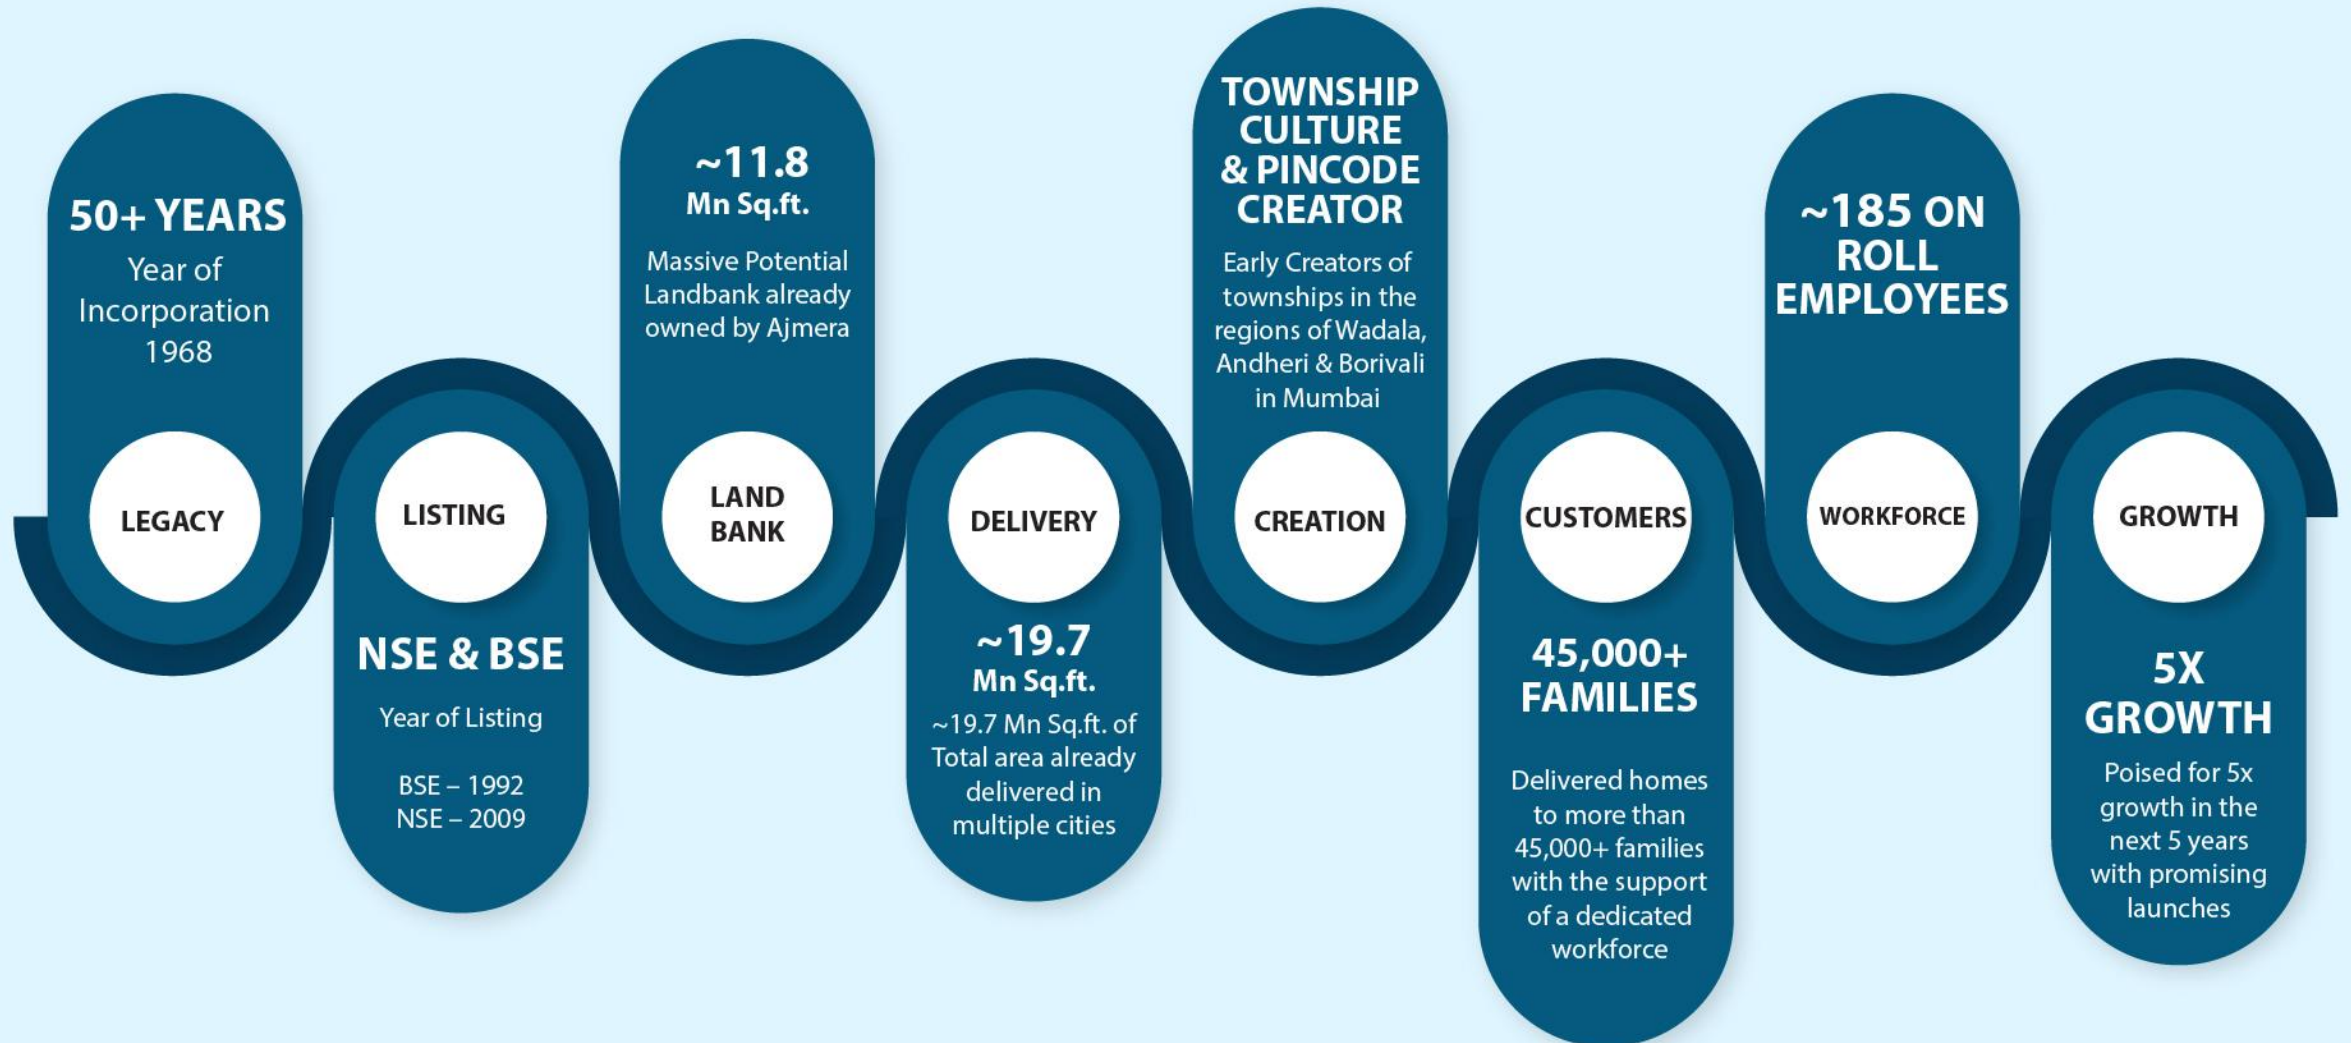 50+ YEARS
Year of
Incorporation
1968
LEGACY
LISTING
NSE & BSE
Year of Listing
BSE – 1992
NSE – 2009
~11.8
Mn Sq.ft.
Massive Potential
Landbank already
owned by Ajmera
LAND
BANK
DELIVERY
~19.7
Mn Sq.ft.
~19.7 Mn Sq.ft. of
Total area already
delivered in
multiple cities
TOWNSHIP
CULTURE
& PINCODE
CREATOR
Early Creators of
townships in the
regions of Wadala,
Andheri & Borivali
in Mumbai
CREATION
CUSTOMERS
45,000+
FAMILIES
Delivered homes
to more than
45,000+ families
with the support
of a dedicated
workforce
~185 ON
ROLL
EMPLOYEES
WORKFORCE
GROWTH
5X
GROWTH
Poised for 5x
growth in the
next 5 years
with promising
launches